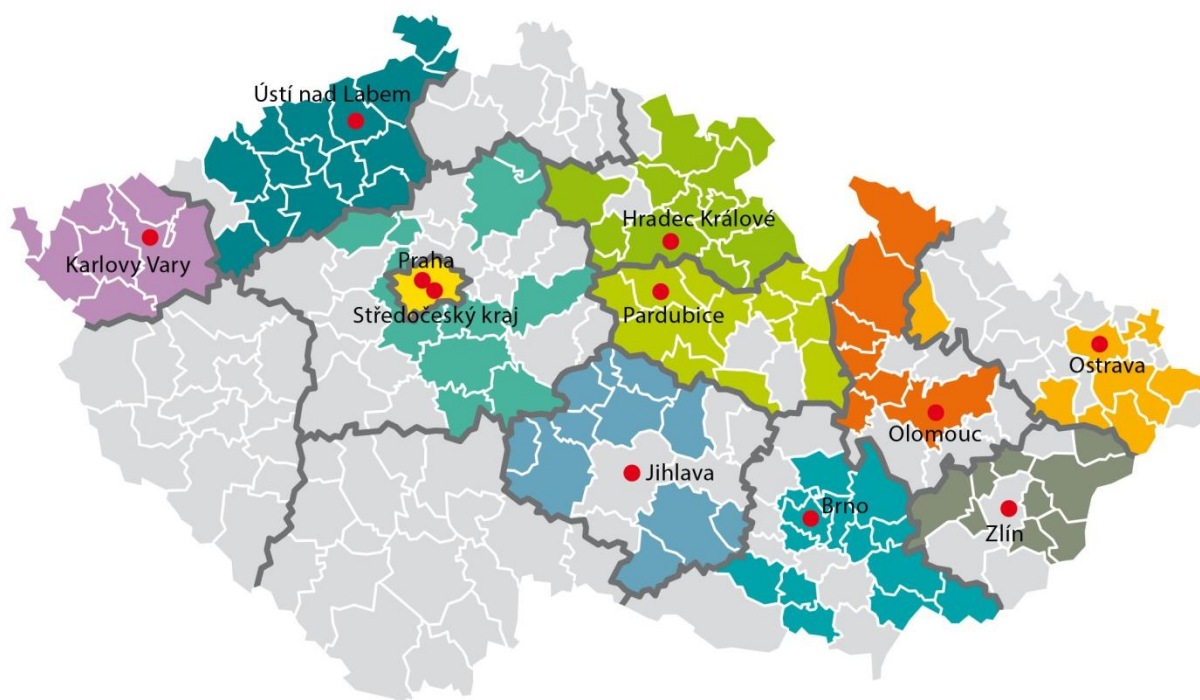 Ústí nad Labem
Karlovy Vary
Praha
Středočeský kraj
Hradec Králové
Pardubice
Jihlava
Brno
Olomouc
Ostrava
Zlín